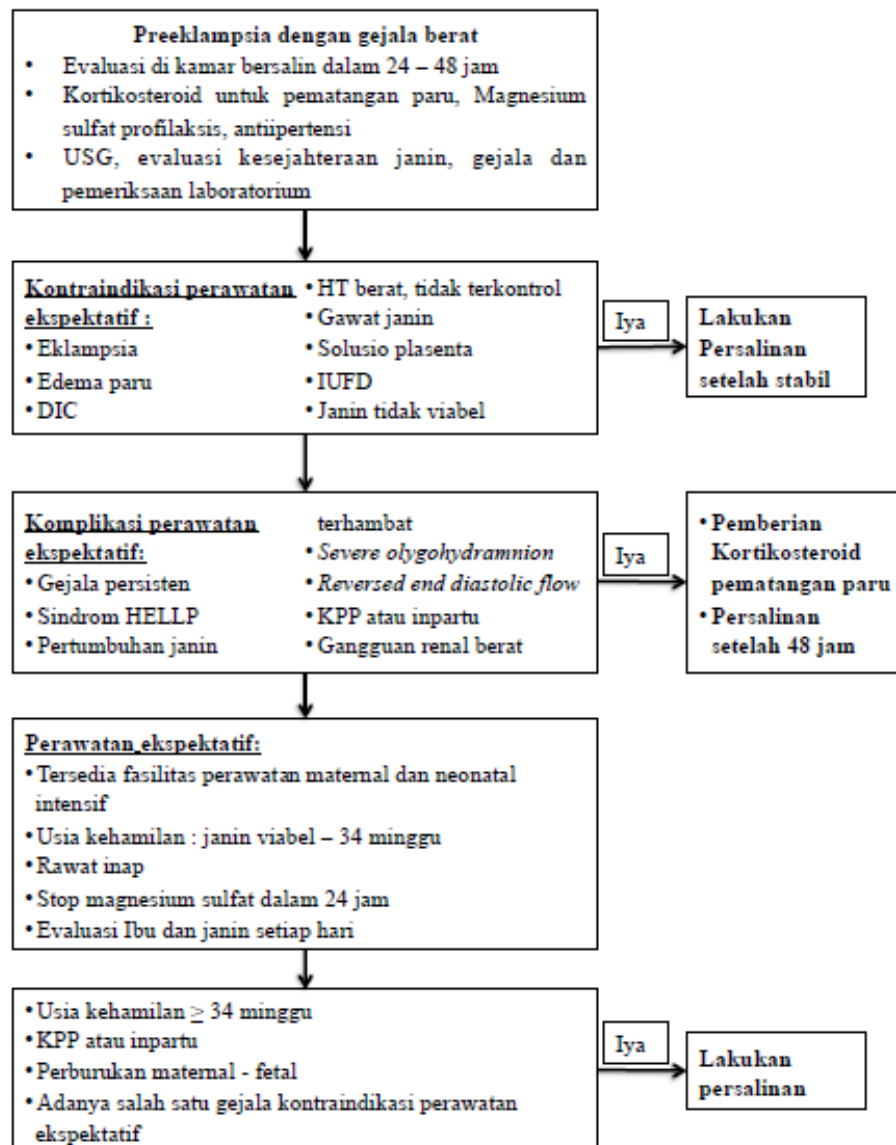 Preeklampsia dengan gejala berat
• Evaluasi di kamar bersalin dalam 24 – 48 jam
• Kortikosteroid untuk pematangan paru, Magnesium
sulfat profilaksis, antiipertensi
• USG, evaluasi kesejahteraan janin, gejala dan
pemeriksaan laboratorium
Kontraindikasi perawatan
ekspektatif :
• Eklampsia
• Edema paru
• DIC
• HT berat, tidak terkontrol
• Gawat janin
• Solusio plasenta
• IUFD
• Janin tidak viabel
Iya
Lakukan
Persalinan
setelah stabil
Komplikasi perawatan
ekspektatif:
• Gejala persisten
• Sindrom HELLP
• Pertumbuhan janin
terhambat
• Severe olygohydramnion
• Reversed end diastolic flow
• KPP atau inpartu
• Gangguan renal berat
Iya
• Pemberian
Kortikosteroid
pematangan paru
• Persalinan
setelah 48 jam
Perawatan ekspektatif:
• Tersedia fasilitas perawatan maternal dan neonatal
intensif
• Usia kehamilan : janin viabel – 34 minggu
• Rawat inap
• Stop magnesium sulfat dalam 24 jam
• Evaluasi Ibu dan janin setiap hari
• Usia kehamilan ≥ 34 minggu
• KPP atau inpartu
• Perburukan maternal - fetal
• Adanya salah satu gejala kontraindikasi perawatan
ekspektatif
Iya
Lakukan
persalinan